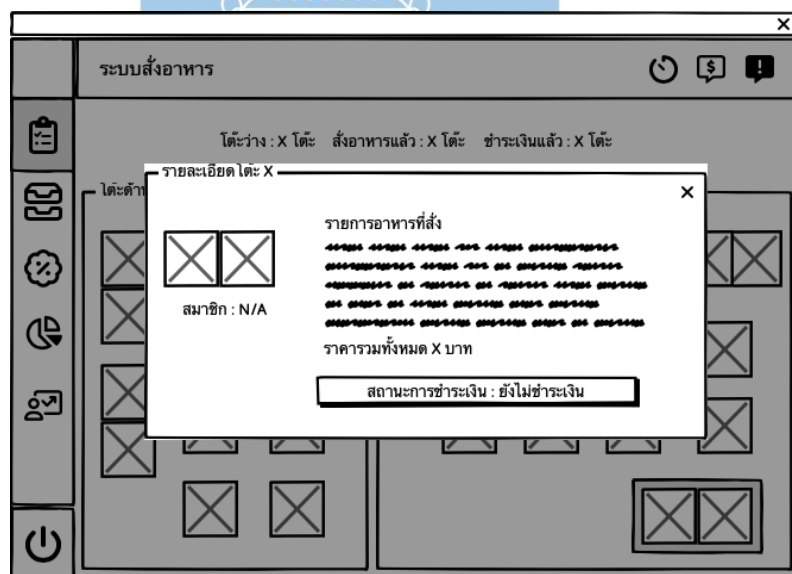 ระบบสั่งอาหาร
โต๊ะว่าง : X โต๊ะ สั่งอาหารแล้ว : X โต๊ะ ชำระเงินแล้ว : X โต๊ะ
รายละเอียดโต๊ะ X
รายการอาหารที่สั่ง
สมาชิก : N/A
ราคารวมทั้งหมด X บาท
สถานะการชำระเงิน : ยังไม่ชำระเงิน